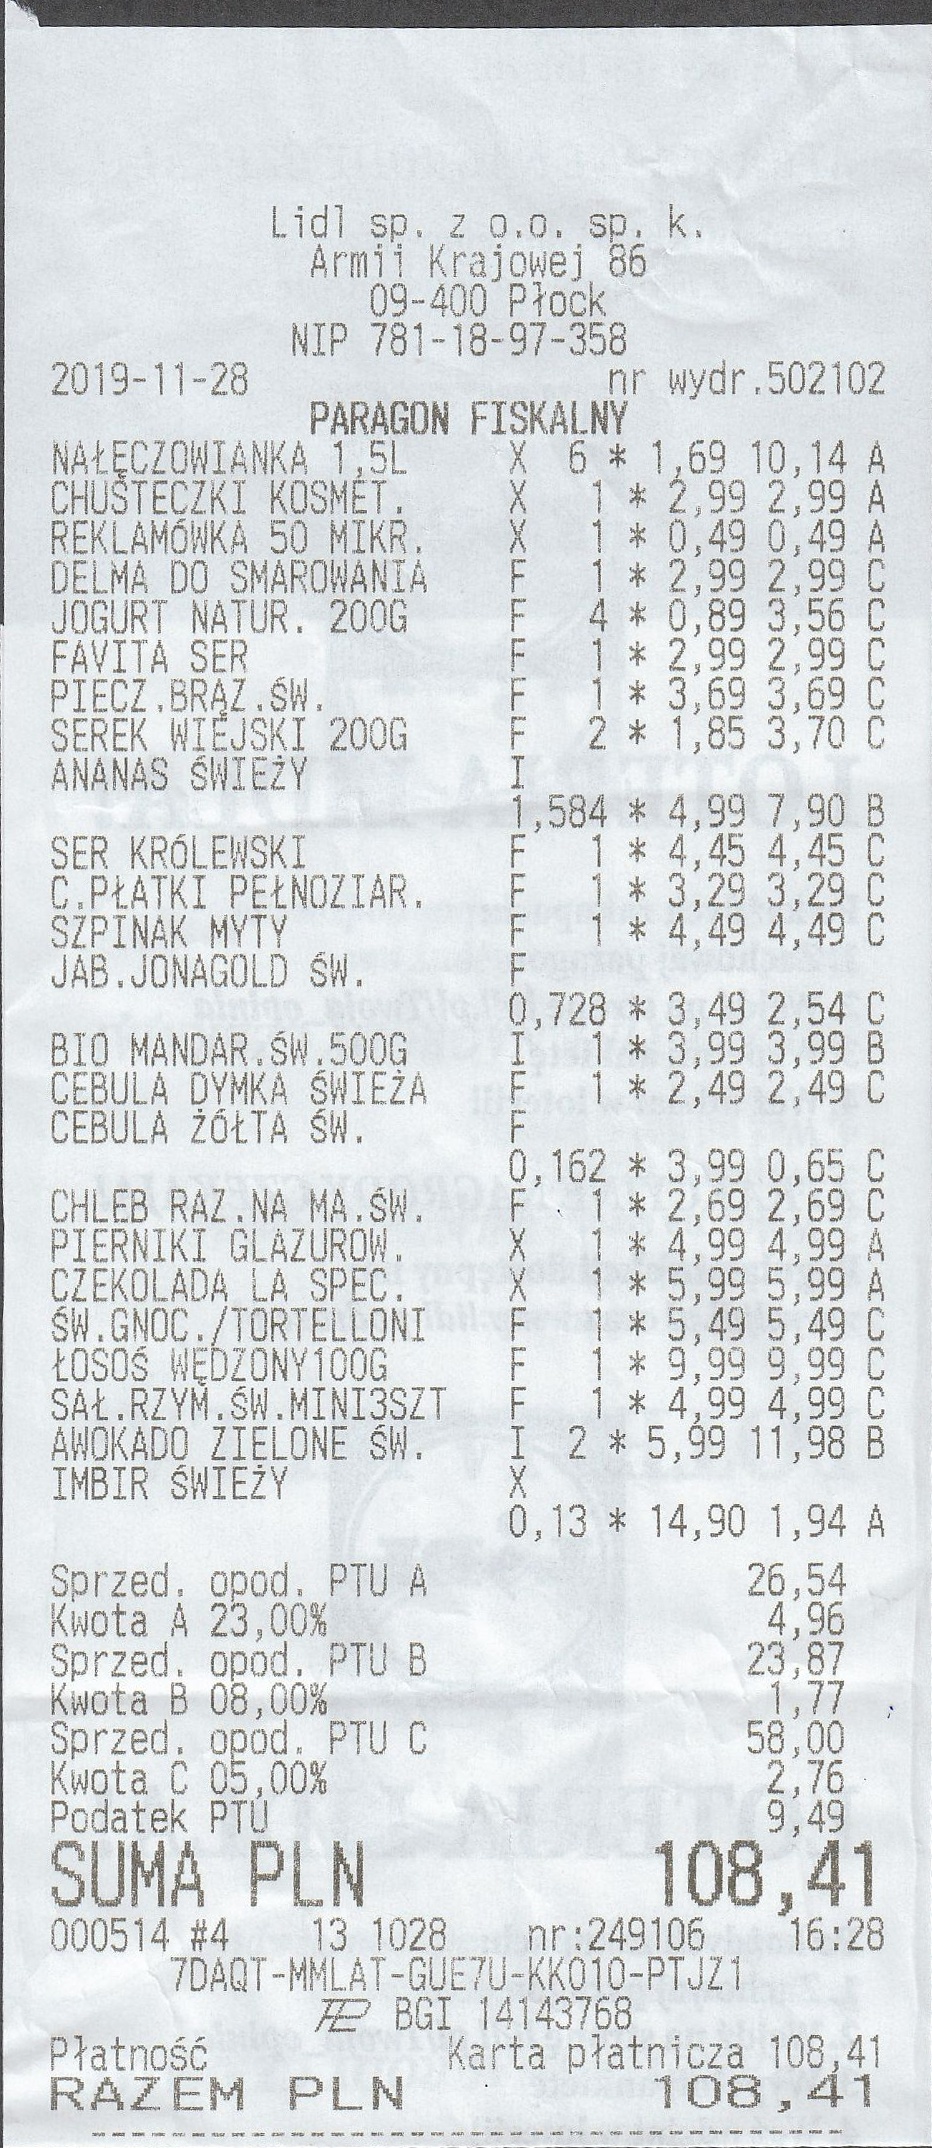 Lidl sp. z o.o. sp. k.
Armii Krajowej 86
09-400 Płock
NIP 781-18-97-358
2019-11-28 nr wydr.502102
PARAGON FISKALNY
NAŁĘCZOWIANKA 1,5L X 6 * 1,69 10,14 A
CHUSTECZKI KOSMET. X 1 * 2,99 2,99 A
REKLAMÓWKA 50 MIKR. X 1 * 0,49 0,49 A
DELMA DO SMAROWANIA F 1 * 2,99 2,99 C
JOGURT NATUR. 200G F 4 * 0,89 3,56 C
FAVITA SER F 1 * 2,99 2,99 C
PIECZ.BRĄZ.ŚW. F 1 * 3,69 3,69 C
SEREK WIEJSKI 200G F 2 * 1,85 3,70 C
ANANAS ŚWIEŻY I
1,584 * 4,99 7,90 B
SER KRÓLEWSKI F 1 * 4,45 4,45 C
C.PŁATKI PEŁNOZIAR. F 1 * 3,29 3,29 C
SZPINAK MYTY F 1 * 4,49 4,49 C
JAB.JONAGOLD ŚW. F
0,728 * 3,49 2,54 C
BIO MANDAR.ŚW.500G I 1 * 3,99 3,99 B
CEBULA DYMKA ŚWIEŻA F 1 * 2,49 2,49 C
CEBULA ŻÓŁTA ŚW. F
0,162 * 3,99 0,65 C
CHLEB RAZ.NA MA.ŚW. F 1 * 2,69 2,69 C
PIERNIKI GLAZUROW. X 1 * 4,99 4,99 A
CZEKOLADA LA SPEC. X 1 * 5,99 5,99 A
ŚW.GNOC./TORTELLONI F 1 * 5,49 5,49 C
ŁOSOŚ WĘDZONY100G F 1 * 9,99 9,99 C
SAŁ.RZYM.ŚW.MINI3SZT F 1 * 4,99 4,99 C
AWOKADO ZIELONE ŚW. I 2 * 5,99 11,98 B
IMBIR ŚWIEŻY X
0,13 * 14,90 1,94 A
Sprzed. opod. PTU A 26,54
Kwota A 23,00% 4,96
Sprzed. opod. PTU B 23,87
Kwota B 08,00% 1,77
Sprzed. opod. PTU C 58,00
Kwota C 05,00% 2,76
Podatek PTU 9,49
SUMA PLN 108,41
000514 #4 13 1028 nr:249106 16:28
7DAQT-MMLAT-GUE7U-KKO10-PTJZ1
BGI 14143768
Płatność Karta płatnicza 108,41
RAZEM PLN 108,41